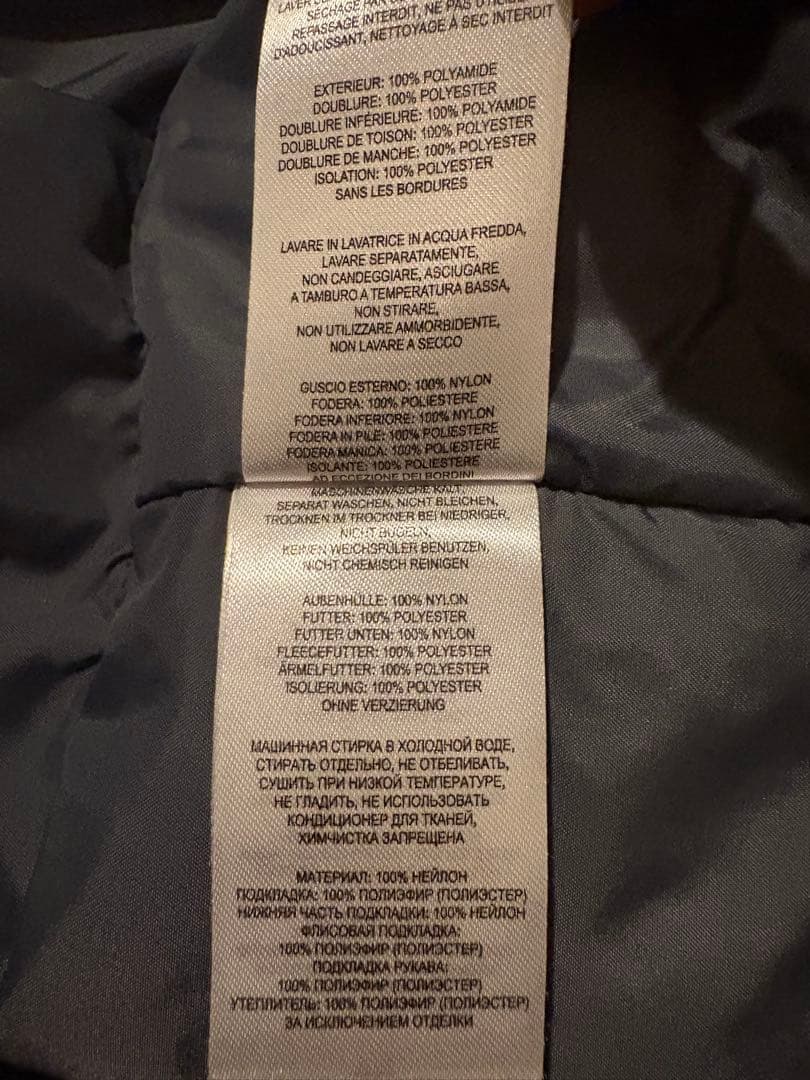 SÉCHAGE PAR
REPASSAGE INTERDIT, NE PAS
D'ADOUCISSANT, NETTOYAGE À SEC INTERDIT
EXTERIEUR: 100% POLYAMIDE
DOUBLURE: 100% POLYESTER
DOUBLURE INFÉRIEURE: 100% POLYAMIDE
DOUBLURE DE TOISON: 100% POLYESTER
DOUBLURE DE MANCHE: 100% POLYESTER
ISOLATION: 100% POLYESTER
SANS LES BORDURES
LAVARE IN LAVATRICE IN ACQUA FREDDA,
LAVARE SEPARATAMENTE,
NON CANDEGGIARE, ASCIUGARE
A TAMBURO A TEMPERATURA BASSA,
NON STIRARE,
NON UTILIZZARE AMMORBIDENTE,
NON LAVARE A SECCO
GUSCIO ESTERNO: 100% NYLON
FODERA: 100% POLIESTERE
FODERA INFERIORE: 100% NYLON
FODERA IN PILE: 100% POLIESTERE
FODERA MANICA: 100% POLIESTERE
ISOLANTE: 100% POLIESTERE
AD ECCEZIONE DEI BORDINI
MASCHINENWÄSCHE KALT,
SEPARAT WASCHEN, NICHT BLEICHEN,
TROCKNEN IM TROCKNER BEI NIEDRIGER,
NICHT BÜGELN,
KEINEN WEICHSPÜLER BENUTZEN,
NICHT CHEMISCH REINIGEN
AUßENHÜLLE: 100% NYLON
FUTTER: 100% POLYESTER
FUTTER UNTEN: 100% NYLON
FLEECEFUTTER: 100% POLYESTER
ÄRMELFUTTER: 100% POLYESTER
ISOLIERUNG: 100% POLYESTER
OHNE VERZIERUNG
МАШИННАЯ СТИРКА В ХОЛОДНОЙ ВОДЕ,
СТИРАТЬ ОТДЕЛЬНО, НЕ ОТБЕЛИВАТЬ,
СУШИТЬ ПРИ НИЗКОЙ ТЕМПЕРАТУРЕ,
НЕ ГЛАДИТЬ, НЕ ИСПОЛЬЗОВАТЬ
КОНДИЦИОНЕР ДЛЯ ТКАНЕЙ,
ХИМЧИСТКА ЗАПРЕЩЕНА
МАТЕРИАЛ: 100% НЕЙЛОН
ПОДКЛАДКА: 100% ПОЛИЭФИР (ПОЛИЭСТЕР)
НИЖНЯЯ ЧАСТЬ ПОДКЛАДКИ: 100% НЕЙЛОН
ФЛИСОВАЯ ПОДКЛАДКА:
100% ПОЛИЭФИР (ПОЛИЭСТЕР)
ПОДКЛАДКА РУКАВА:
100% ПОЛИЭФИР (ПОЛИЭСТЕР)
УТЕПЛИТЕЛЬ: 100% ПОЛИЭФИР (ПОЛИЭСТЕР)
ЗА ИСКЛЮЧЕНИЕМ ОТДЕЛКИ